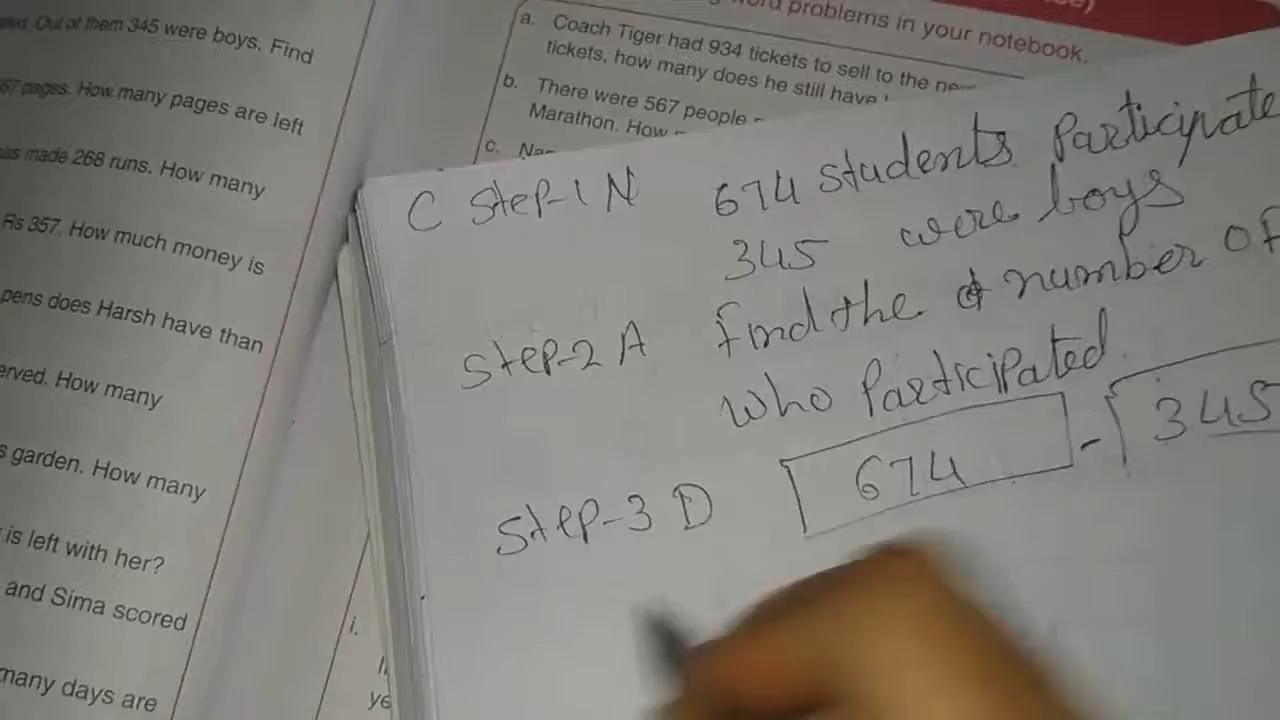 Out of them 345 were boys. Find
67 pages. How many pages are left
has made 268 runs. How many
Rs 357. How much money is
pens does Harsh have than
erved. How many
s garden. How many
is left with her?
and Sima scored
many days are
word problems in your notebook.
a. Coach Tiger had 934 tickets to sell to the
tickets, how many does he still have
b. There were 567 people
Marathon. How
c.
i.
ye
C Step-1 N 674 students Participate
345 were boys
Step-2 A find the number of
who Participated.
Step-3 D 674 - 345